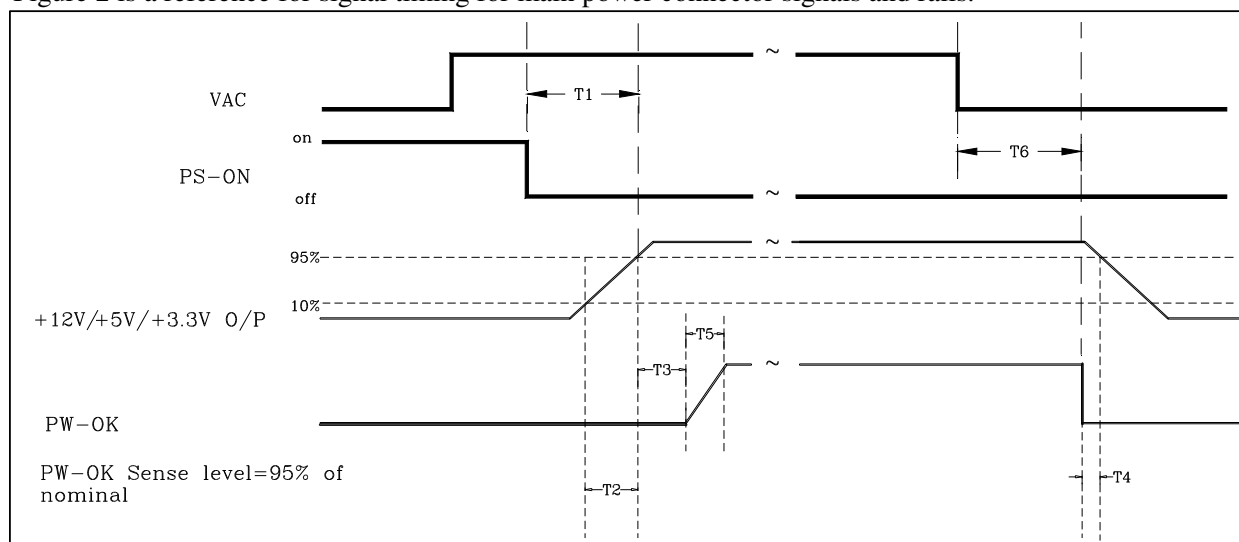 Figure 2 is a reference for signal timing for main power connector signals and rails.
~
VAC
T1
T6
on
PS-ON
off
~
~
95%
10%
+12V/+5V/+3.3V O/P
T5
T3
~
PW-OK
PW-OK Sense level=95% of
nominal
T2
T4